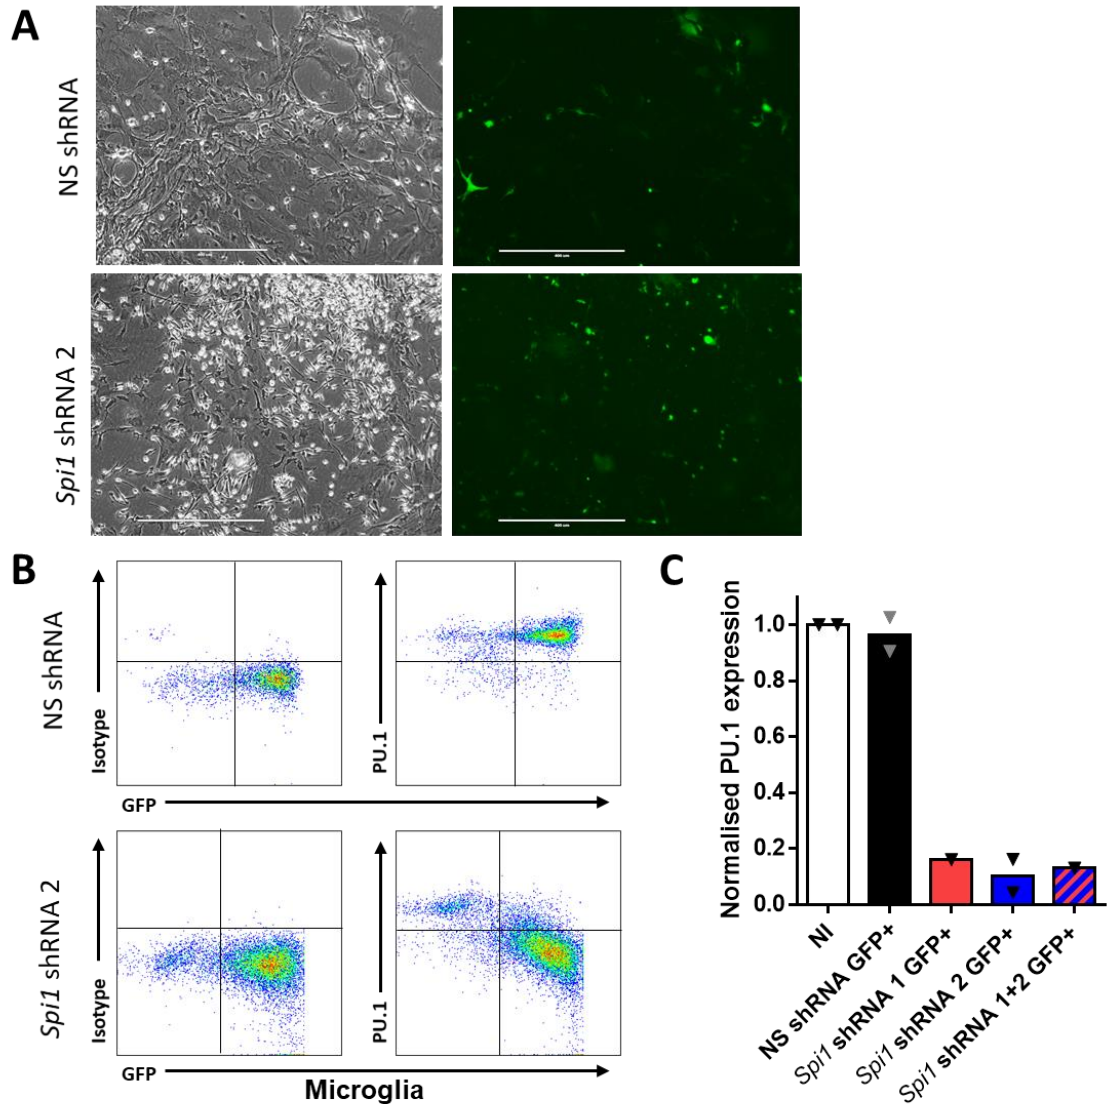 A
NS shRNA
Spi1 shRNA 2
B
NS shRNA
Isotype
PU.1
GFP
Spi1 shRNA 2
Isotype
PU.1
GFP
Microglia
C
Normalised PU.1 expression
1.0
0.8
0.6
0.4
0.2
0.0
NI
NS shRNA GFP+
Spi1 shRNA 1 GFP+
Spi1 shRNA 2 GFP+
Spi1 shRNA 1+2 GFP+